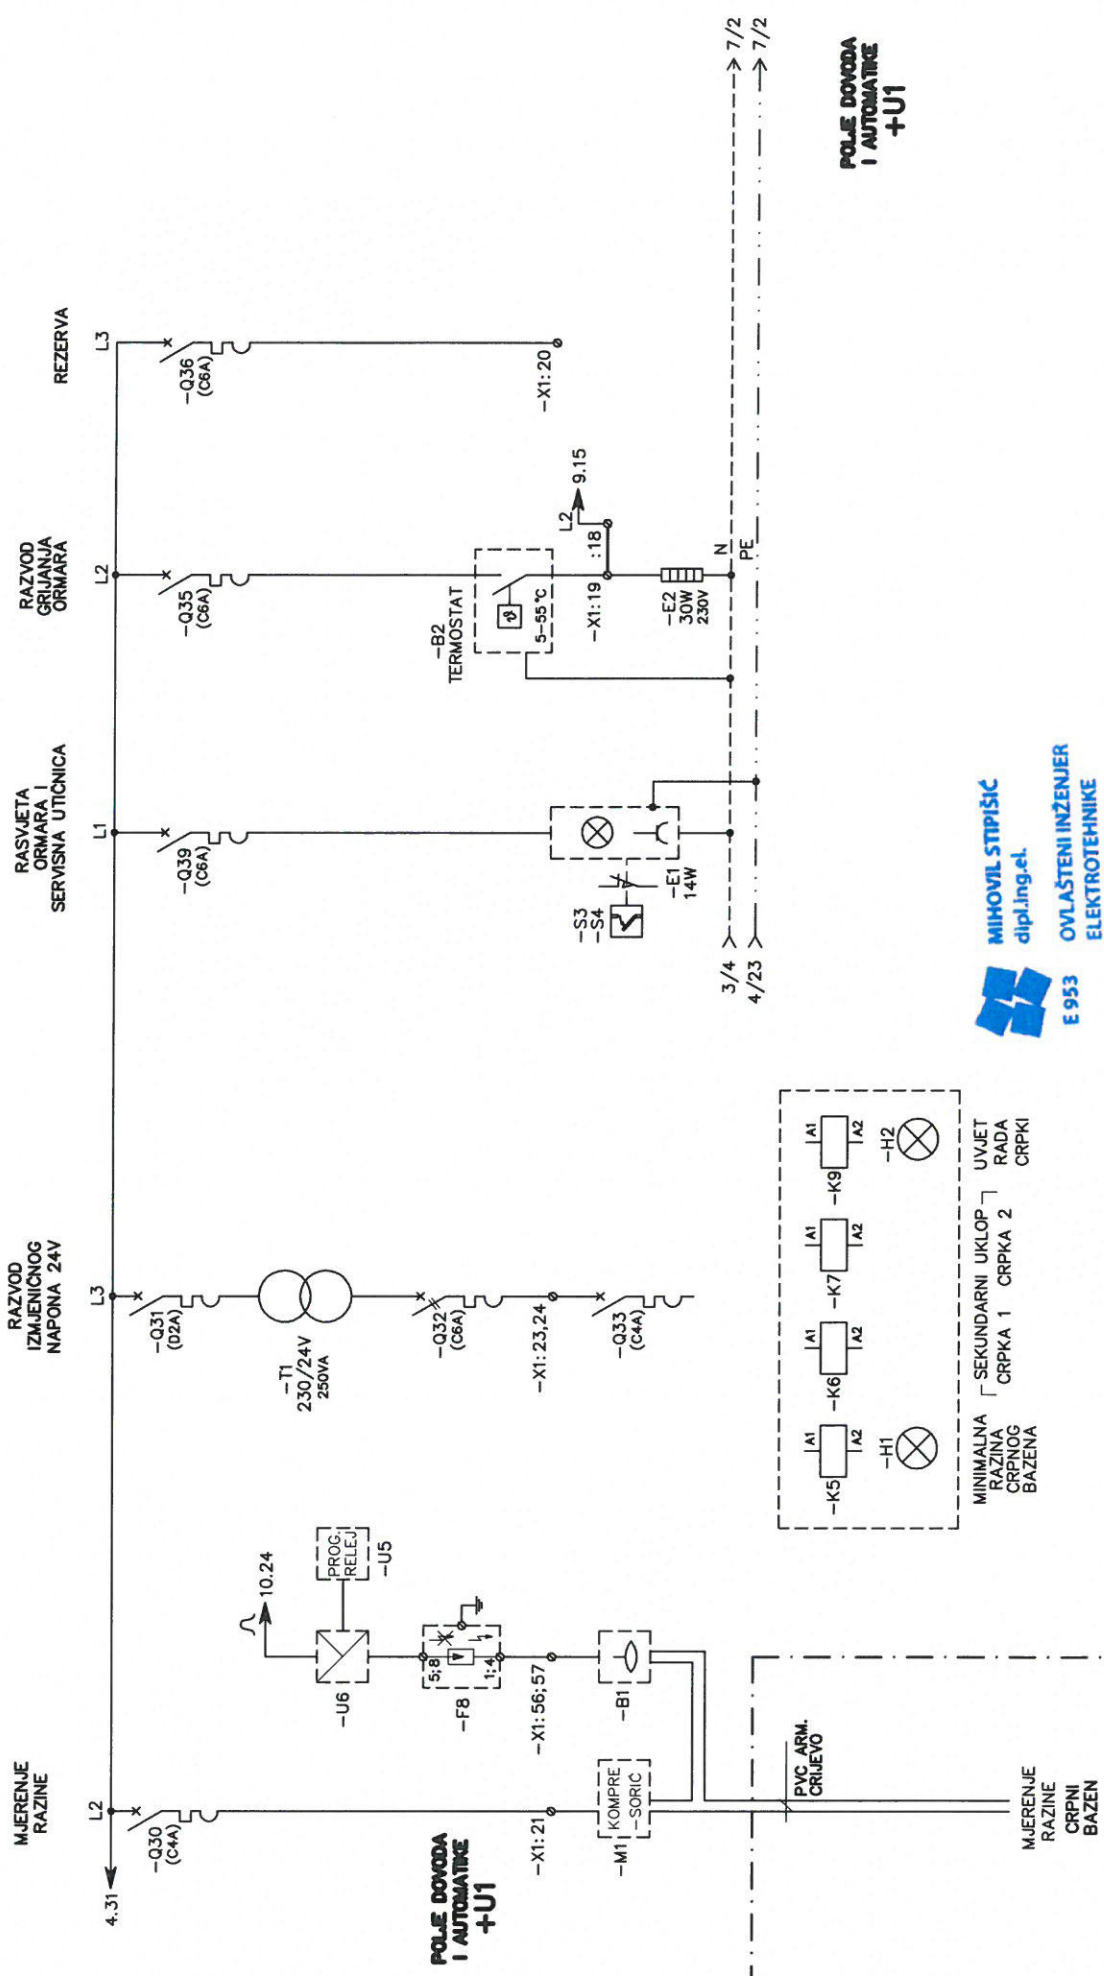 MJERENJE
RAZINE
RAZVOD
IZMJENIČNOG
NAPONA 24V
RASVJETA
ORMARA I
SERVISNA UTIČNICA
RAZVOD
GRIJANJA
ORMARA
REZERVA
4.31
L2
L3
L1
L2
L3
-Q30
(C4A)
-Q31
(D2A)
-Q39
(C6A)
-Q35
(C6A)
-Q36
(C6A)
10.24
PROG.
RELEJ
-U5
-U6
-T1
230/24V
250VA
5;8
1;4
-F8
-Q32
(C6A)
-B2
TERMOSTAT
5-55°C
-X1:21
-X1:56;57
-X1:23,24
-X1:19
:18
L2
9.15
-X1:20
-Q33
(C4A)
-S3
-S4
-E1
14W
-E2
30W
230V
KOMPRE
-SORIĆ
-M1
-B1
N
PE
3/4
4/23
7/2
7/2
POLJE DOVODA
I AUTOMATIKE
+U1
POLJE DOVODA
I AUTOMATIKE
+U1
PVC ARM.
CRIJEVO
MJERENJE
RAZINE
CRPNI
BAZEN
A1
A1
A1
A1
-K5
-K6
-K7
-K9
A2
A2
A2
A2
-H1
-H2
MINIMALNA
RAZINA
CRPNOG
BAZENA
SEKUNDARNI UKLOP
CRPKA 1
CRPKA 2
UVJET
RADA
CRPKI
MIHOVIL STIPIŠIĆ
dipl.ing.el.
E 953
OVLAŠTENI INŽENJER
ELEKTROTEHNIKE